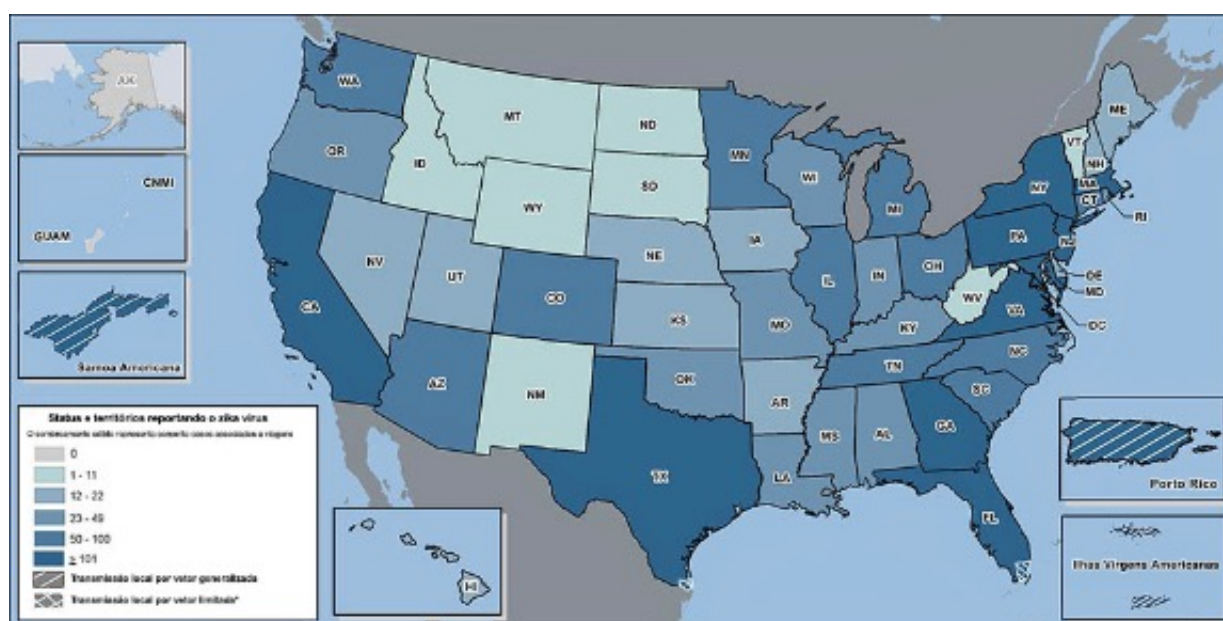 AK
CNMI
GUAM
Samoa Americana
Status e territórios reportando o zika vírus
0
1 - 11
12 - 22
23 - 49
50 - 100
≥ 101
Transmissão local por vetor generalizada
Transmissão local por vetor limitada*
WA
OR
CA
ID
NV
MT
WY
UT
AZ
CO
NM
ND
SD
NE
KS
OK
TX
MN
IA
MO
AR
LA
WI
IL
MI
IN
OH
KY
TN
MS
AL
GA
FL
SC
NC
VA
WV
PA
NY
VT
NH
ME
MA
CT
RI
NJ
DE
MD
DC
HI
Porto Rico
Ilhas Virgens Americanas